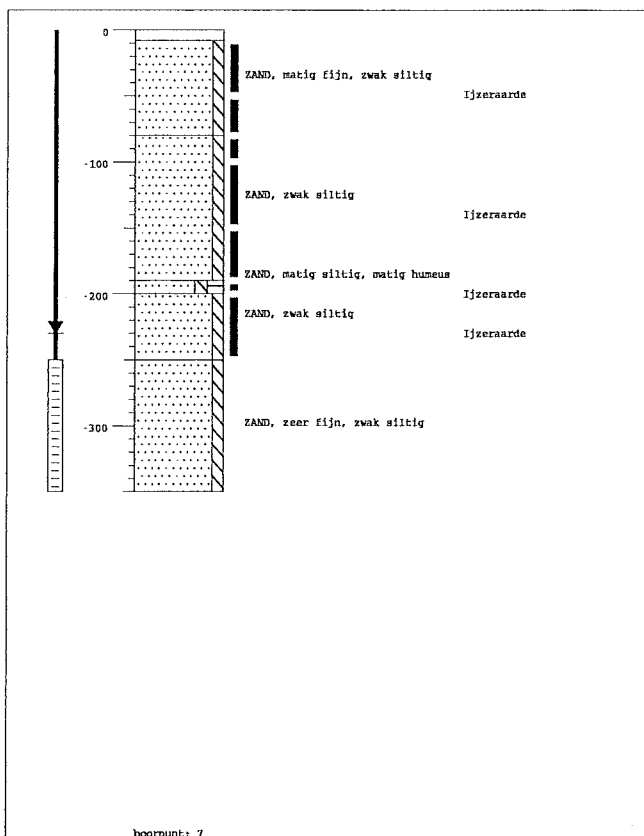 0
ZAND, matig fijn, zwak siltig
Ijzeraarde
-100
ZAND, zwak siltig
Ijzeraarde
ZAND, matig siltig, matig humeus
-200
Ijzeraarde
ZAND, zwak siltig
Ijzeraarde
-300
ZAND, zeer fijn, zwak siltig
boorpunt: 7